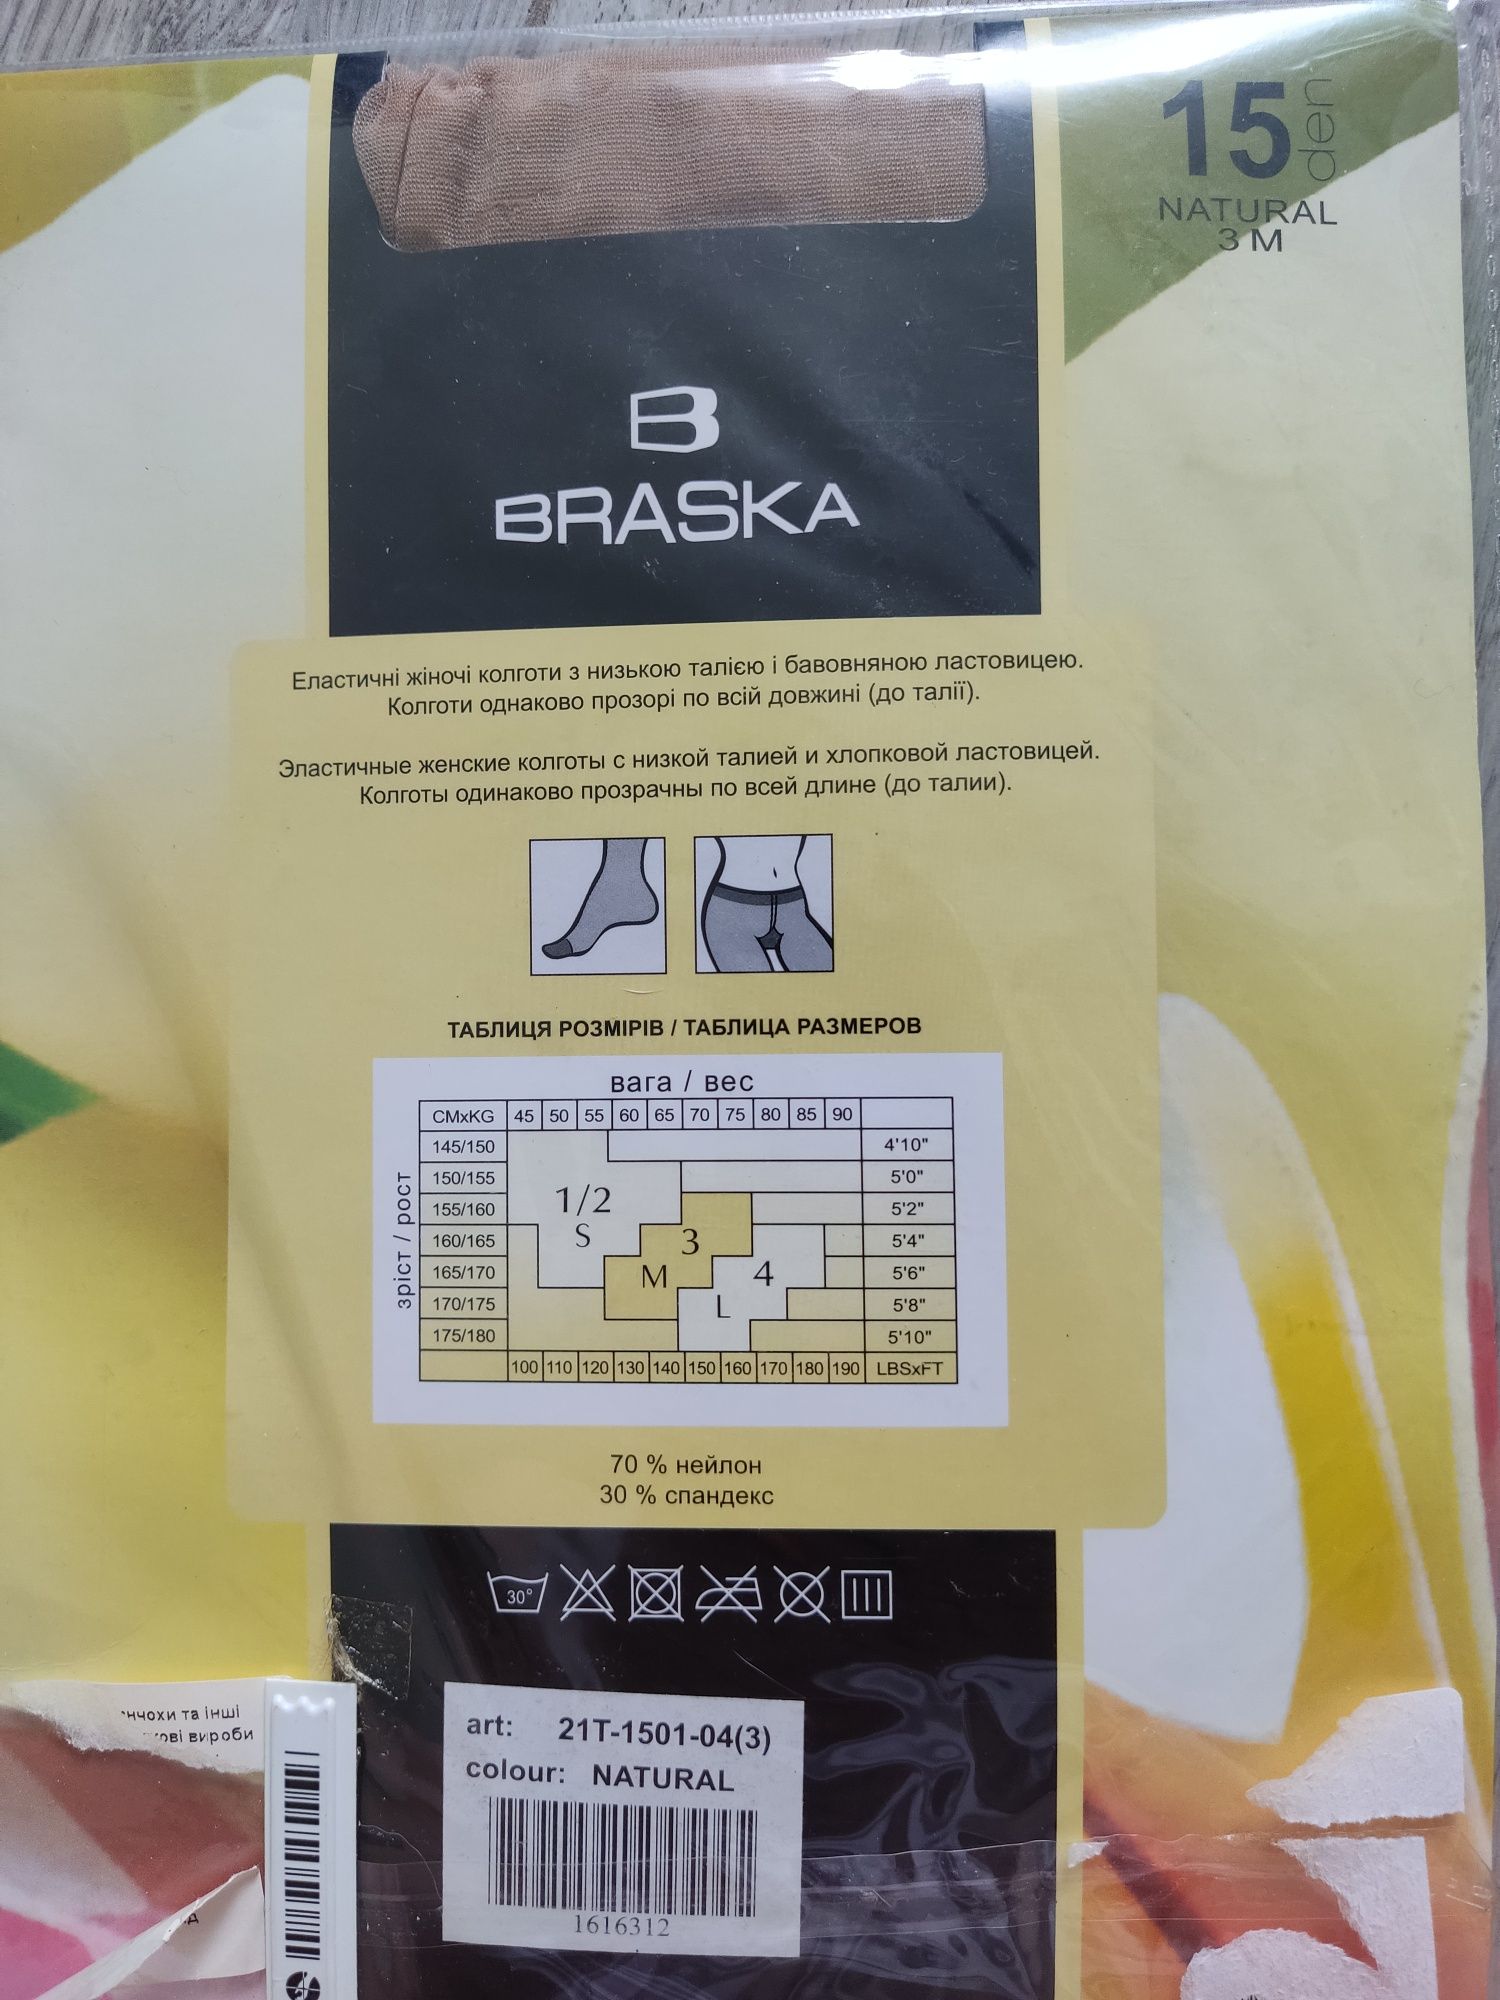 15 den
NATURAL
3 M
B
BRASKA
Еластичні жіночі колготи з низькою талією і бавовняною ластовицею.
Колготи однаково прозорі по всій довжині (до талії).
Эластичные женские колготы с низкой талией и хлопковой ластовицей.
Колготы одинаково прозрачны по всей длине (до талии).
ТАБЛИЦЯ РОЗМІРІВ / ТАБЛИЦА РАЗМЕРОВ
вага / вес
зріст / рост
CMxKG 45 50 55 60 65 70 75 80 85 90
145/150 4'10"
150/155 5'0"
155/160 1/2 5'2"
160/165 S 3 5'4"
165/170 M 4 5'6"
170/175 L 5'8"
175/180 5'10"
100 110 120 130 140 150 160 170 180 190 LBSxFT
70 % нейлон
30 % спандекс
30°
та інші
вироби
art: 21T-1501-04(3)
colour: NATURAL
1616312